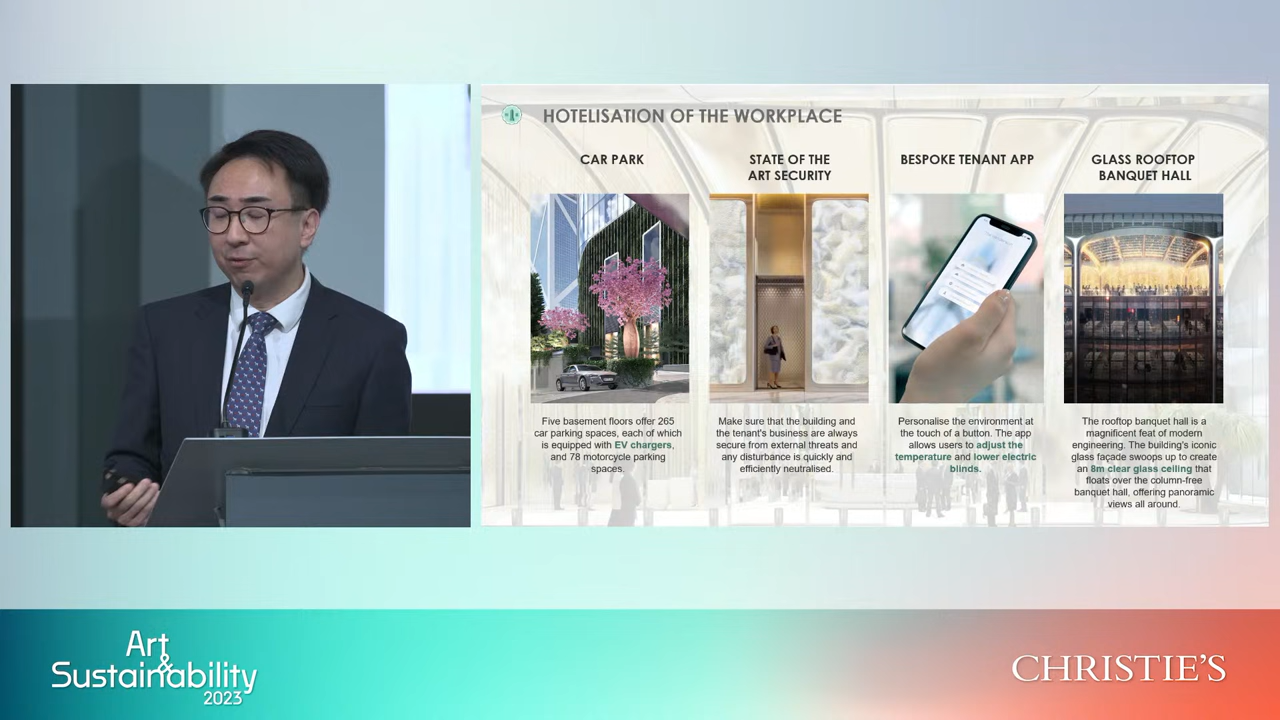 HOTELISATION OF THE WORKPLACE
CAR PARK
Five basement floors offer 265
car parking spaces, each of which
is equipped with EV chargers,
and 78 motorcycle parking
spaces.
STATE OF THE
ART SECURITY
Make sure that the building and
the tenant's business are always
secure from external threats and
any disturbance is quickly and
efficiently neutralised.
BESPOKE TENANT APP
Personalise the environment at
the touch of a button. The app
allows users to adjust the
temperature and lower electric
blinds.
GLASS ROOFTOP
BANQUET HALL
The rooftop banquet hall is a
magnificent feat of modern
engineering. The building's iconic
glass façade swoops up to create
an 8m clear glass ceiling that
floats over the column-free
banquet hall, offering panoramic
views all around.
Art
&
Sustainability
2023
CHRISTIE'S